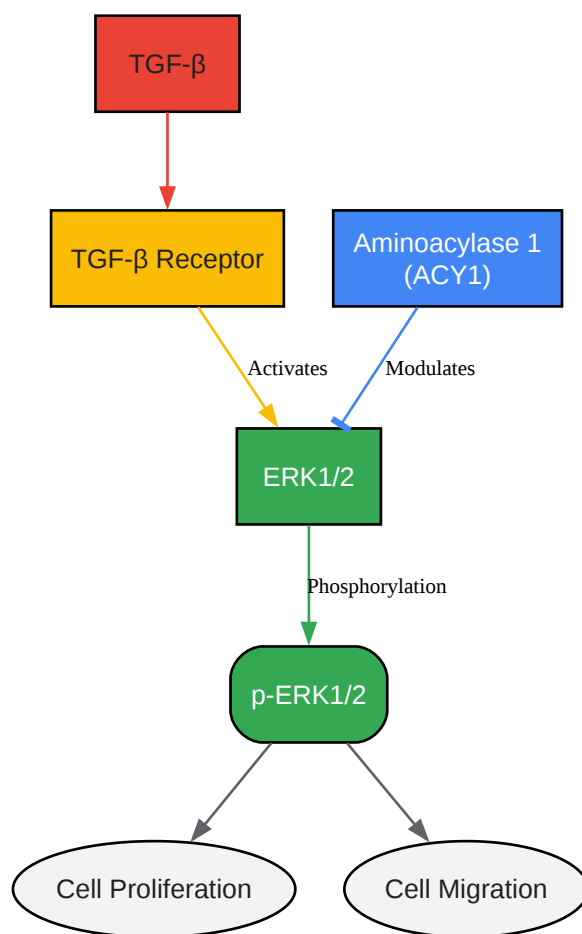 TGF-β
TGF-β Receptor
Aminoacylase 1
(ACY1)
Activates
Modulates
ERK1/2
Phosphorylation
p-ERK1/2
Cell Proliferation
Cell Migration